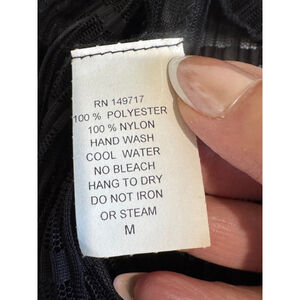 RN 149717
100 % POLYESTER
100 % NYLON
HAND WASH
COOL WATER
NO BLEACH
HANG TO DRY
DO NOT IRON
OR STEAM
M